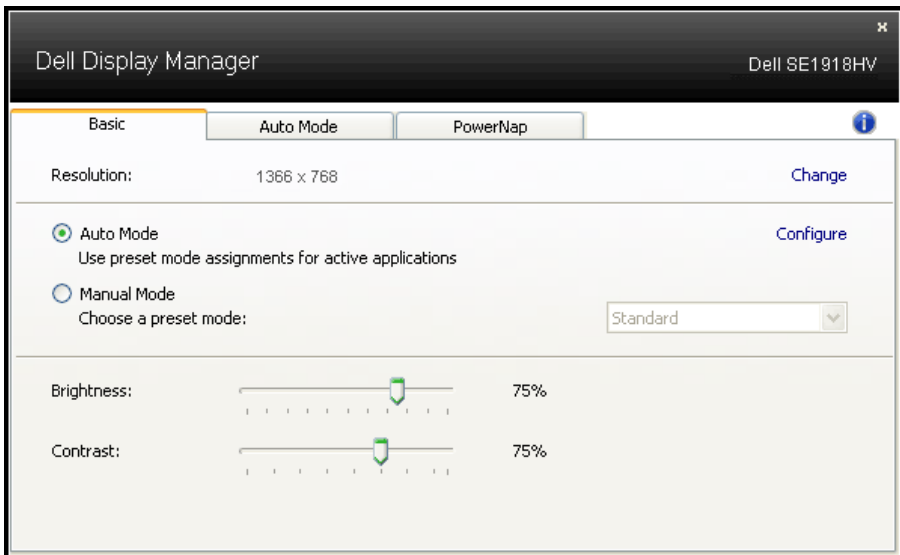 Dell Display Manager
Dell SE1918HV
Basic
Auto Mode
PowerNap
Resolution:
1366 x 768
Change
Auto Mode
Configure
Use preset mode assignments for active applications
Manual Mode
Choose a preset mode:
Standard
Brightness:
75%
Contrast:
75%